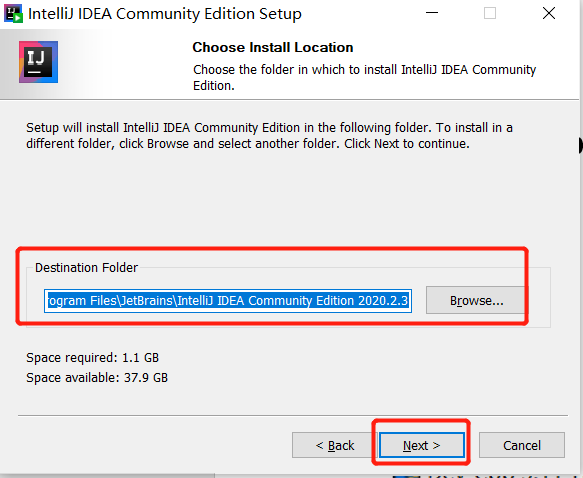 IntelliJ IDEA Community Edition Setup
IJ
Choose Install Location
Choose the folder in which to install IntelliJ IDEA Community
Edition.
Setup will install IntelliJ IDEA Community Edition in the following folder. To install in a
different folder, click Browse and select another folder. Click Next to continue.
Destination Folder
ogram Files\JetBrains\IntelliJ IDEA Community Edition 2020.2.3
Browse...
Space required: 1.1 GB
Space available: 37.9 GB
< Back
Next >
Cancel